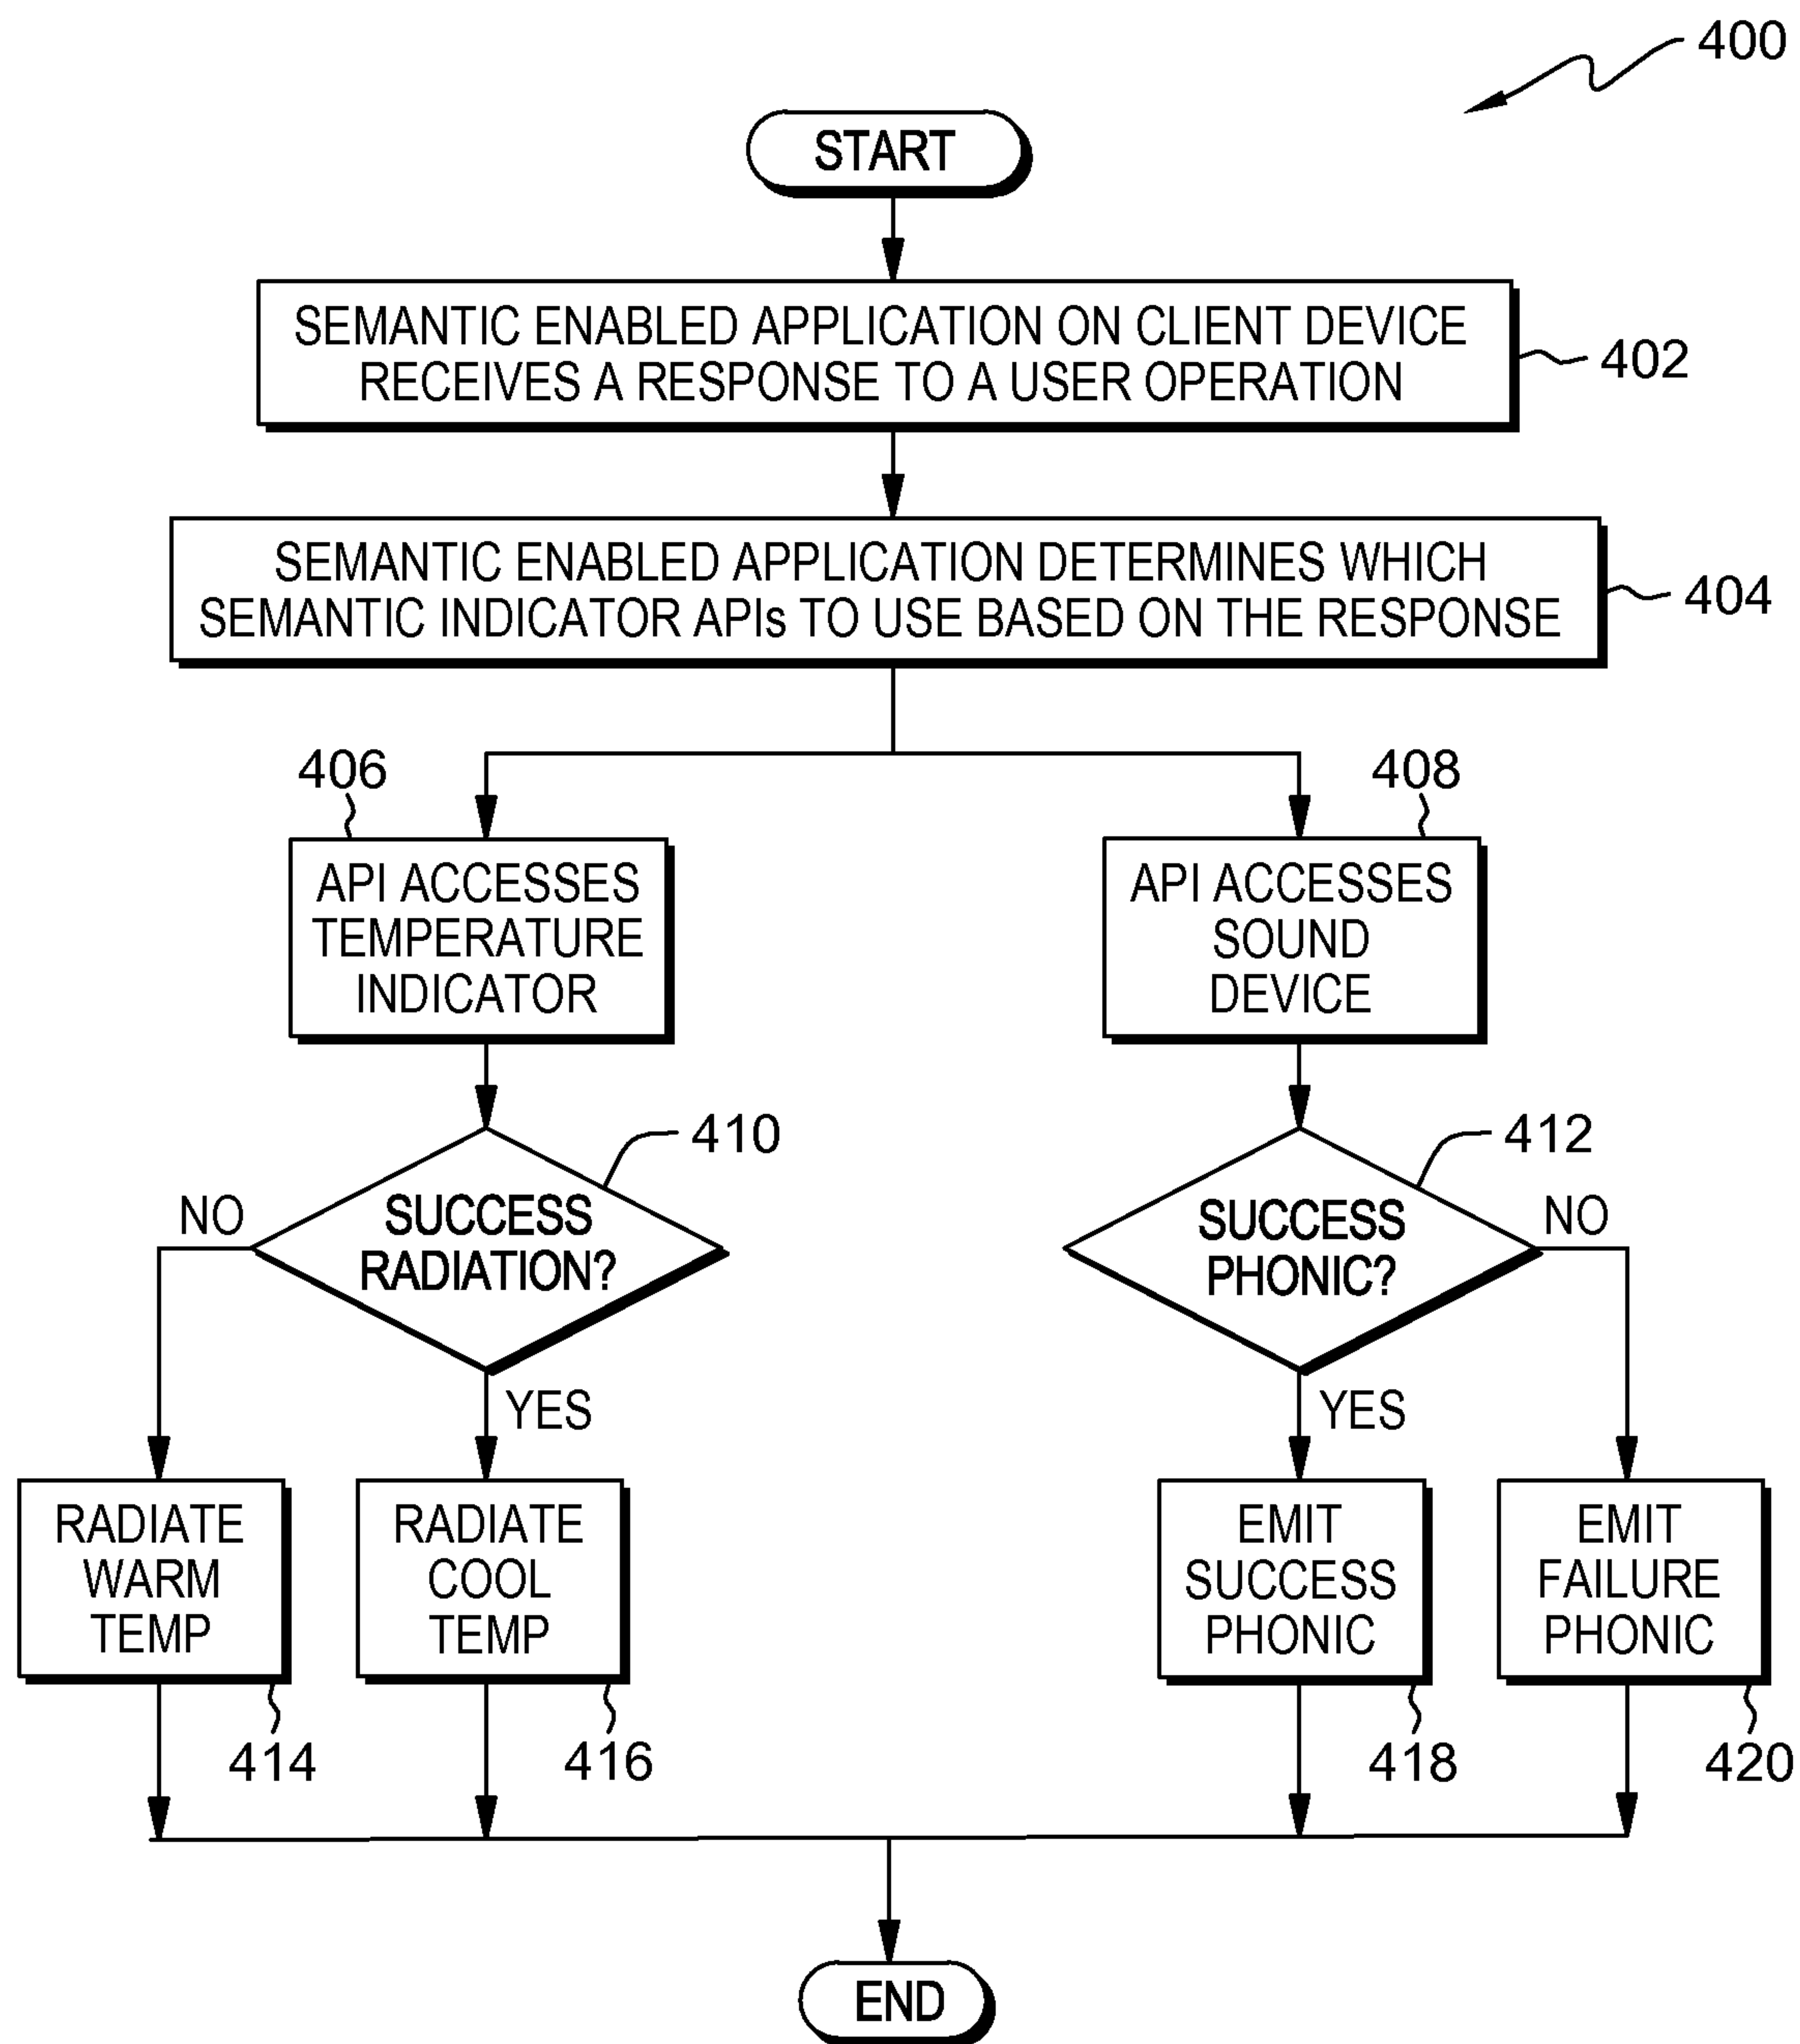 400
START
SEMANTIC ENABLED APPLICATION ON CLIENT DEVICE
RECEIVES A RESPONSE TO A USER OPERATION
402
SEMANTIC ENABLED APPLICATION DETERMINES WHICH
SEMANTIC INDICATOR APIs TO USE BASED ON THE RESPONSE
404
406
API ACCESSES
TEMPERATURE
INDICATOR
408
API ACCESSES
SOUND
DEVICE
410
SUCCESS
RADIATION?
NO
YES
412
SUCCESS
PHONIC?
NO
YES
RADIATE
WARM
TEMP
414
RADIATE
COOL
TEMP
416
EMIT
SUCCESS
PHONIC
418
EMIT
FAILURE
PHONIC
420
END